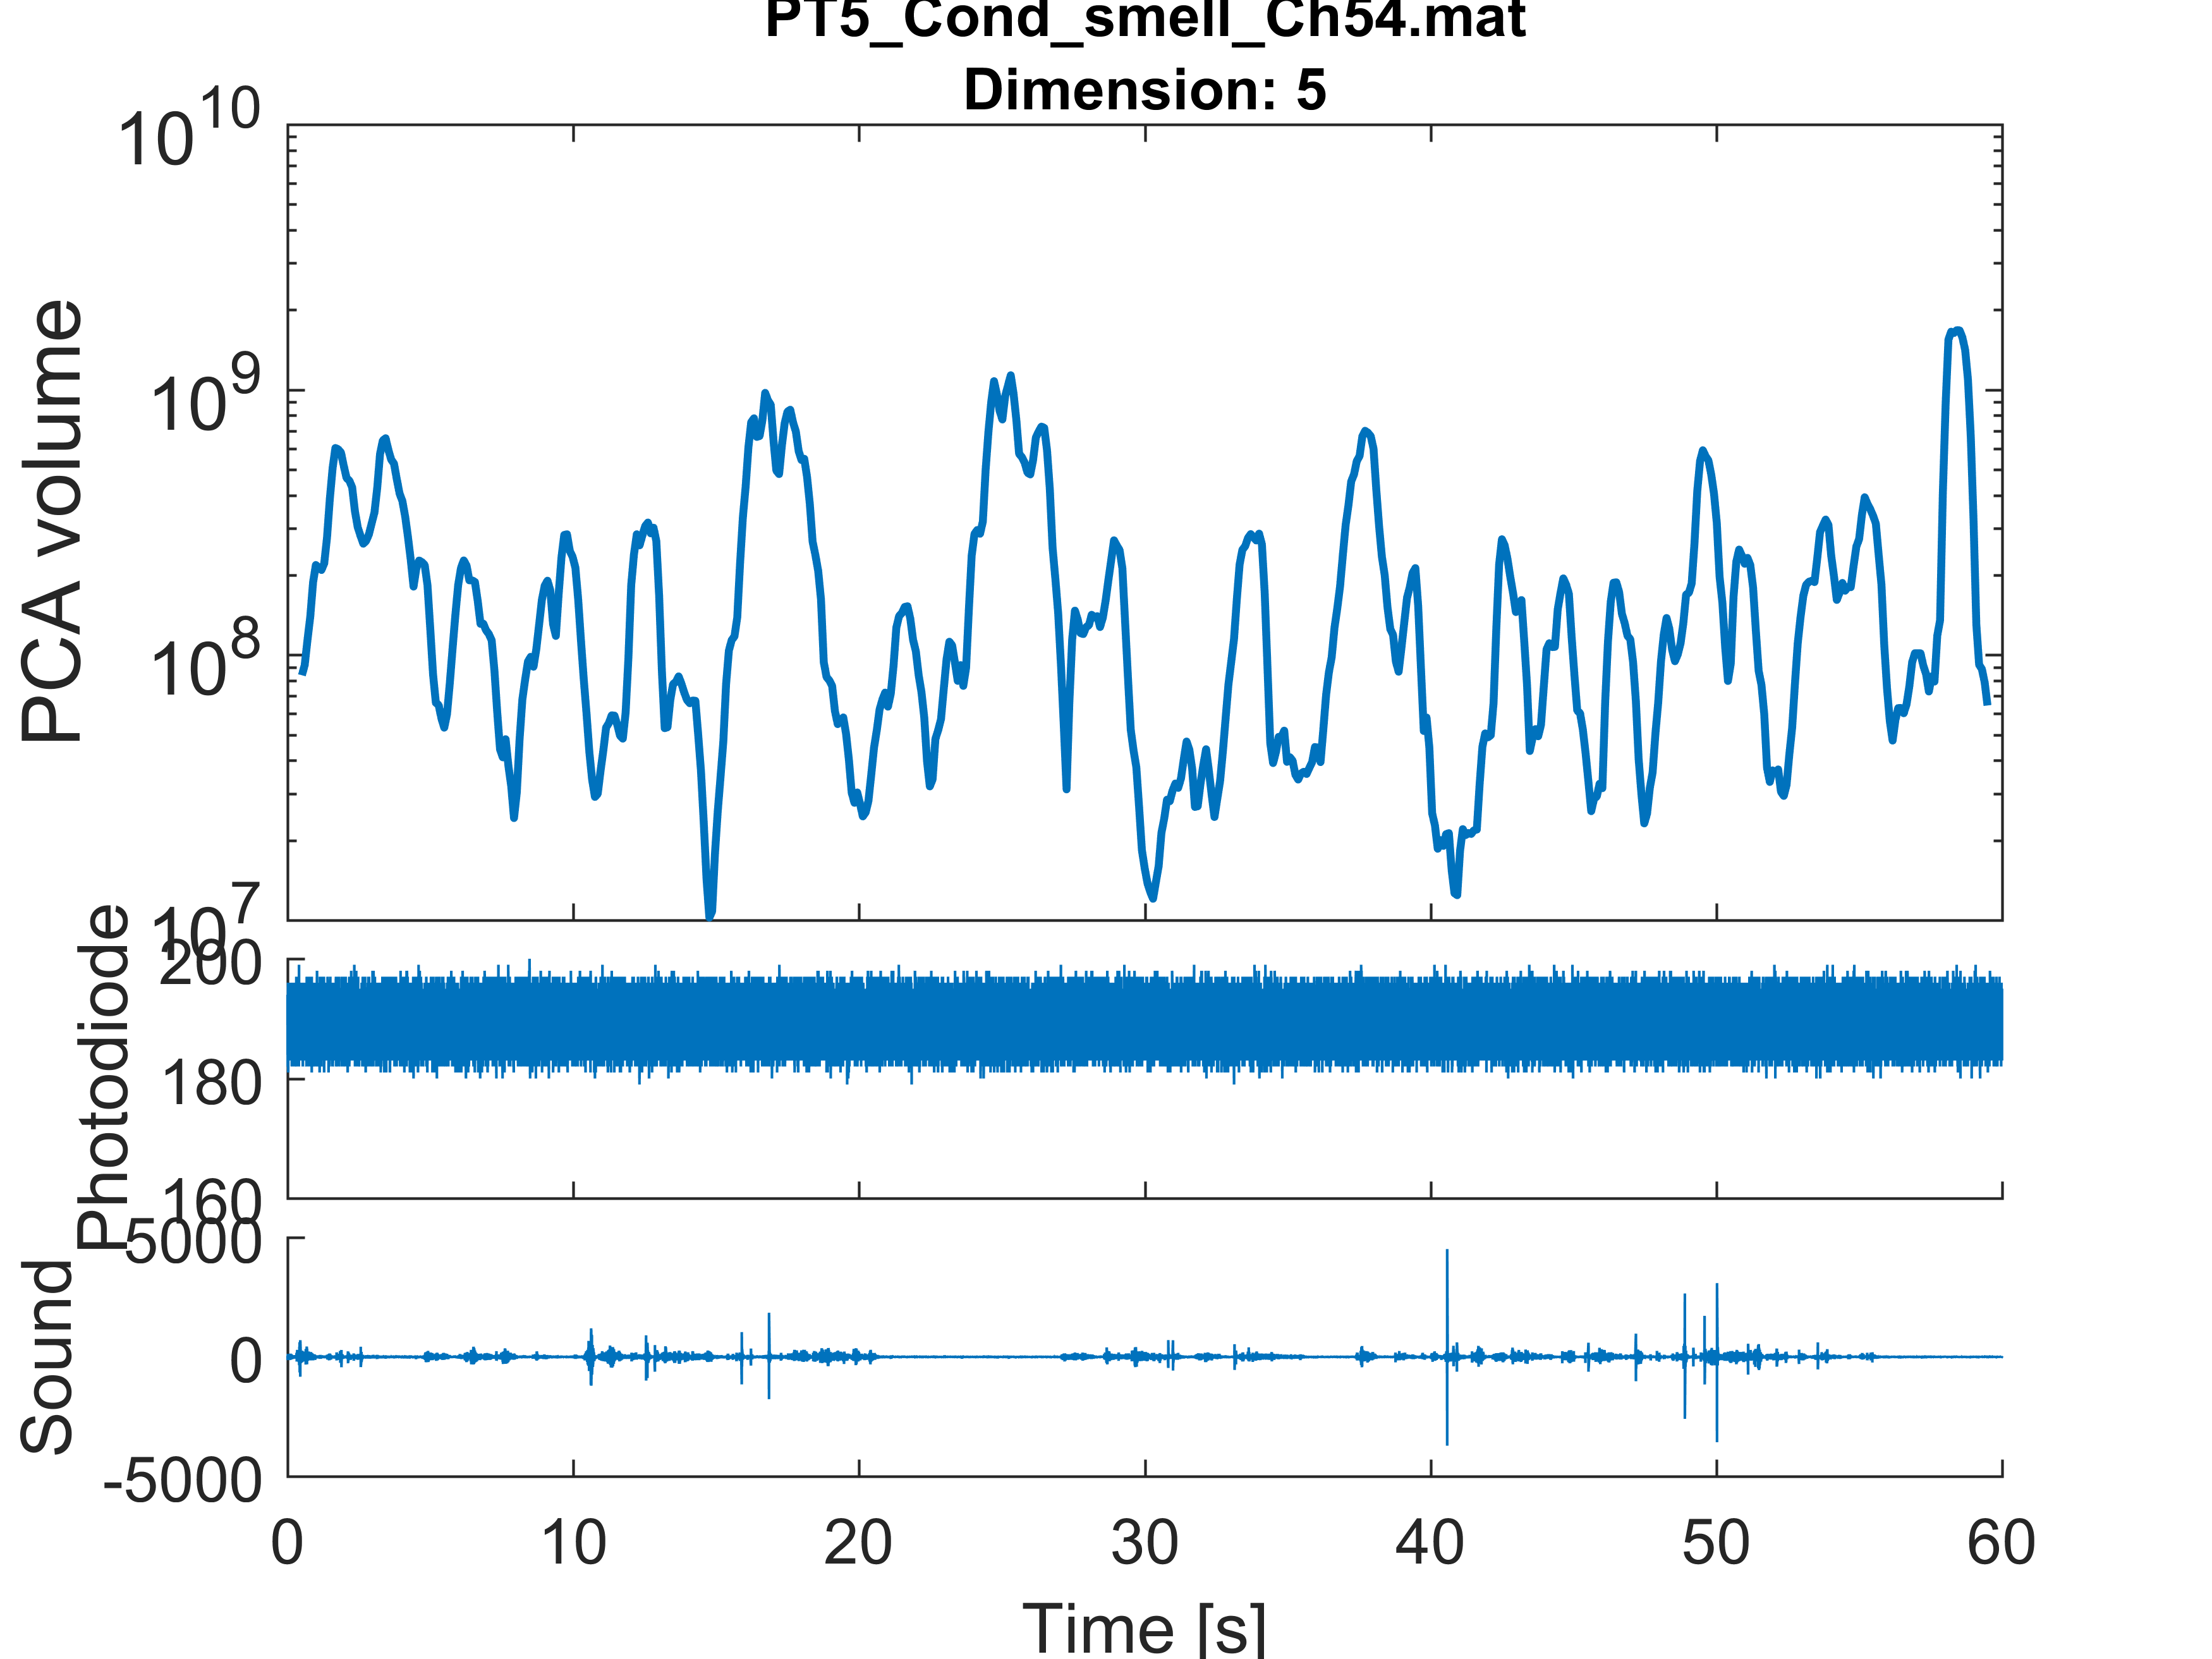 PT5_Cond_smell_Ch54.mat
Dimension: 5
PCA volume
10^10
10^9
10^8
10^7
Photodiode
200
180
160
Sound
5000
0
-5000
0 10 20 30 40 50 60
Time [s]